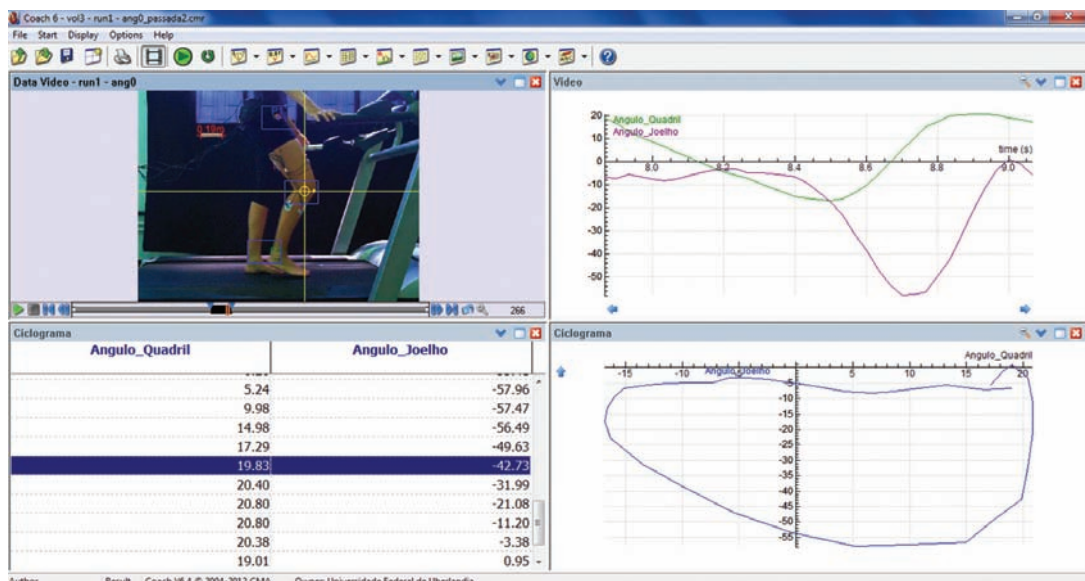 Coach 6 - vol3 - run1 - ang0_passada2.cmr
File Start Display Options Help
Data Video - run1 - ang0
0.19m
266
Video
Angulo_Quadril
Angulo_Joelho
time (s)
20
10
0
-10
-20
-30
-40
-50
8.0 8.2 8.4 8.6 8.8 9.0
Ciclograma
Angulo_Quadril Angulo_Joelho
5.24 -57.96
9.98 -57.47
14.98 -56.49
17.29 -49.63
19.83 -42.73
20.40 -31.99
20.80 -21.08
20.80 -11.20
20.38 -3.38
19.01 0.95
Ciclograma
Angulo_Quadril
Angulo_Joelho
-15 -10 -5 0 5 10 15 20
-5
-10
-15
-20
-25
-30
-35
-40
-45
-50
-55